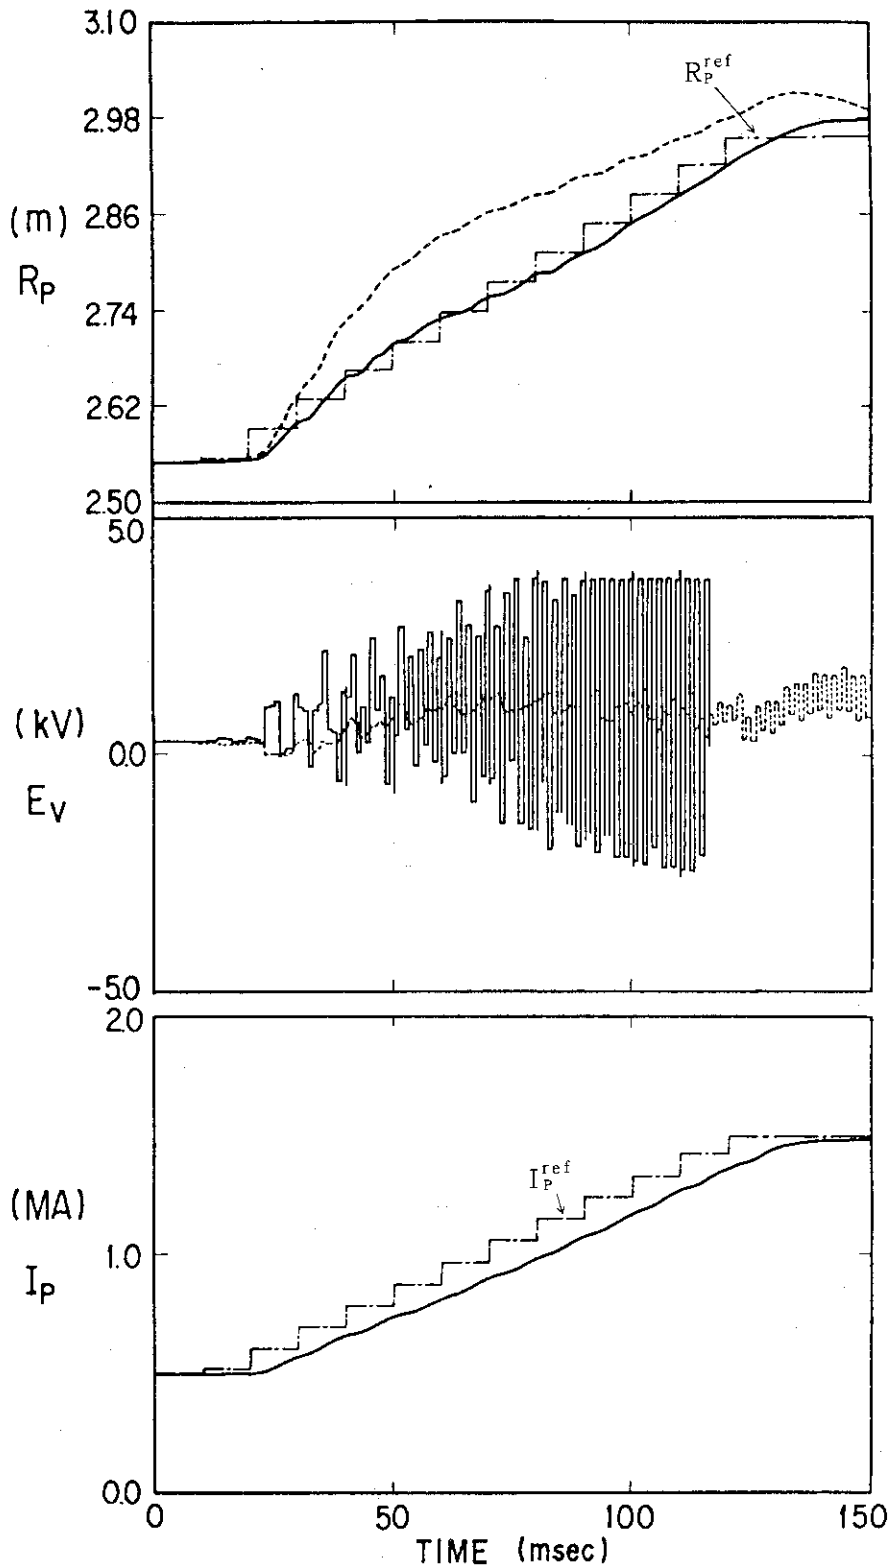 3.10
R_P^ref
2.98
(m)
2.86
R_P
2.74
2.62
2.50
5.0
(kV)
0.0
E_V
-5.0
2.0
(MA)
I_P^ref
1.0
I_P
0.0
0 50 100 150
TIME (msec)